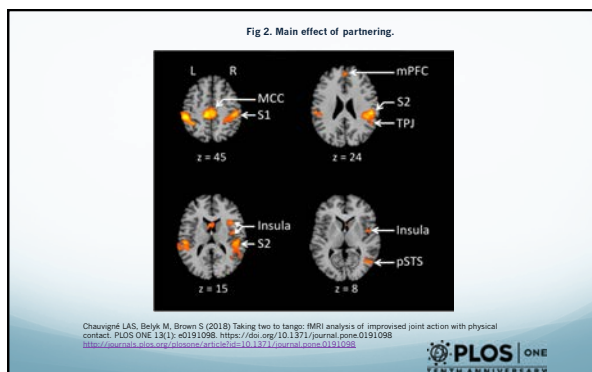 Fig 2. Main effect of partnering.
L R
MCC
S1
z = 45
mPFC
S2
TPJ
z = 24
Insula
S2
z = 15
Insula
pSTS
z = 8
Chauvigné LAS, Belyk M, Brown S (2018) Taking two to tango: fMRI analysis of improvised joint action with physical
contact. PLOS ONE 13(1): e0191098. https://doi.org/10.1371/journal.pone.0191098
http://journals.plos.org/plosone/article?id=10.1371/journal.pone.0191098
PLOS ONE
TENTH ANNIVERSARY